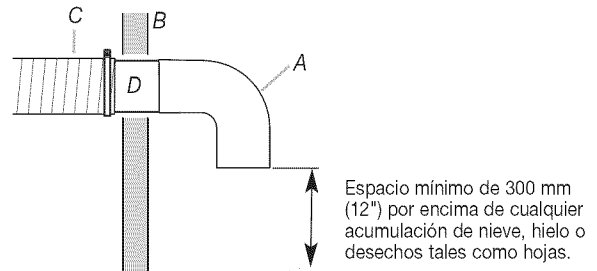 C
B
A
D
Espacio mínimo de 300 mm
(12") por encima de cualquier
acumulación de nieve, hielo o
desechos tales como hojas.